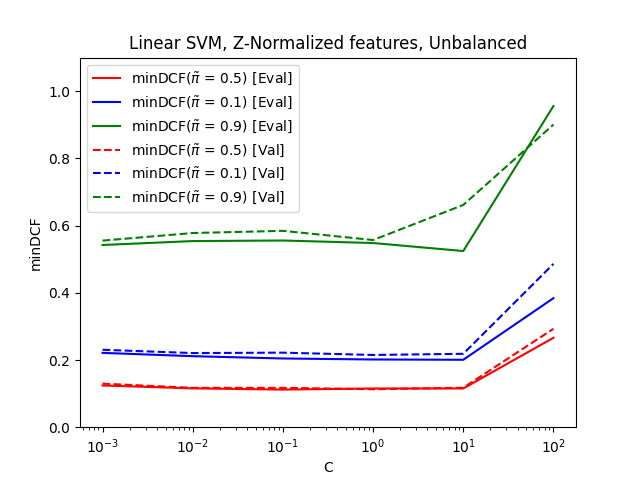 Linear SVM, Z-Normalized features, Unbalanced
minDCF(π̃ = 0.5) [Eval]
minDCF(π̃ = 0.1) [Eval]
minDCF(π̃ = 0.9) [Eval]
minDCF(π̃ = 0.5) [Val]
minDCF(π̃ = 0.1) [Val]
minDCF(π̃ = 0.9) [Val]
minDCF
1.0
0.8
0.6
0.4
0.2
0.0
10⁻³ 10⁻² 10⁻¹ 10⁰ 10¹ 10²
C